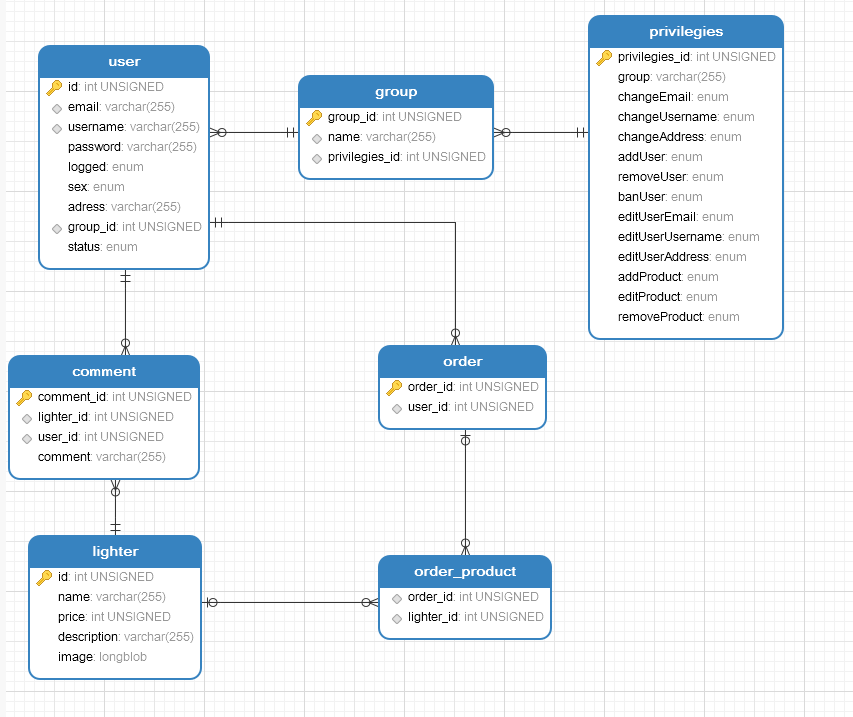 user
id: int UNSIGNED
email: varchar(255)
username: varchar(255)
password: varchar(255)
logged: enum
sex: enum
adress: varchar(255)
group_id: int UNSIGNED
status: enum
group
group_id: int UNSIGNED
name: varchar(255)
privilegies_id: int UNSIGNED
privilegies
privilegies_id: int UNSIGNED
group: varchar(255)
changeEmail: enum
changeUsername: enum
changeAddress: enum
addUser: enum
removeUser: enum
banUser: enum
editUserEmail: enum
editUserUsername: enum
editUserAddress: enum
addProduct: enum
editProduct: enum
removeProduct: enum
comment
comment_id: int UNSIGNED
lighter_id: int UNSIGNED
user_id: int UNSIGNED
comment: varchar(255)
order
order_id: int UNSIGNED
user_id: int UNSIGNED
lighter
id: int UNSIGNED
name: varchar(255)
price: int UNSIGNED
description: varchar(255)
image: longblob
order_product
order_id: int UNSIGNED
lighter_id: int UNSIGNED